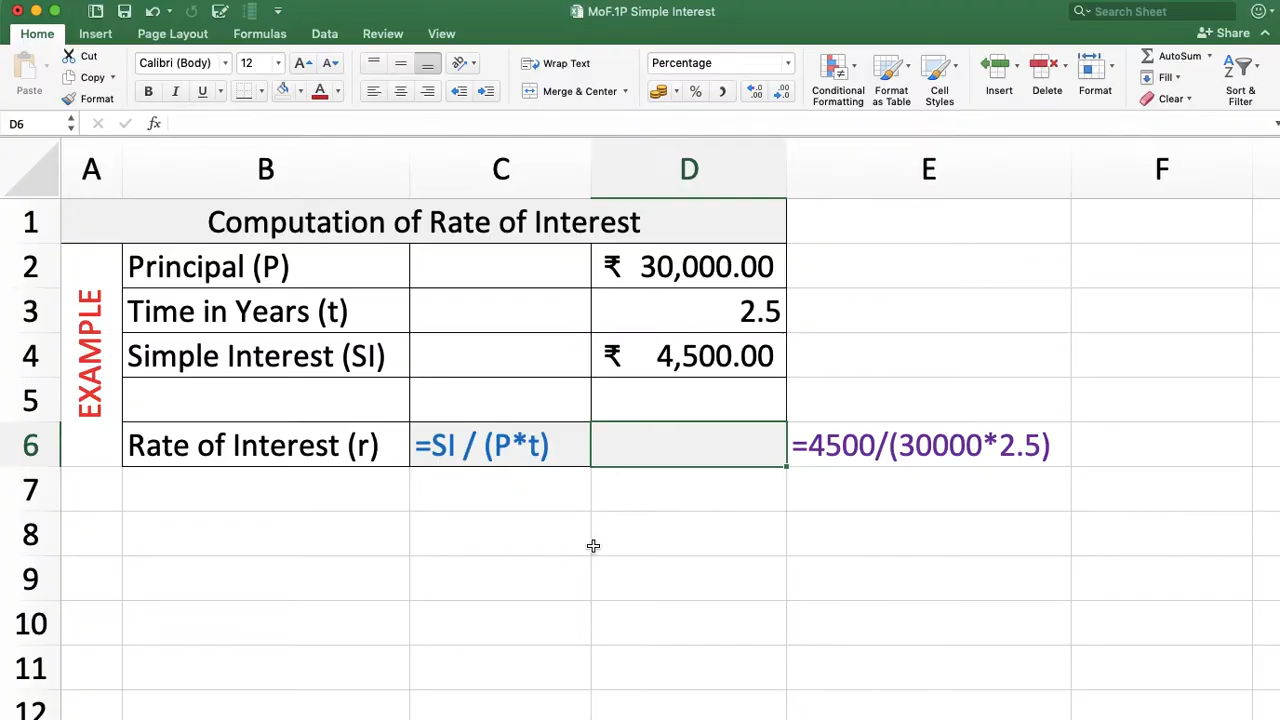 MoF.1P Simple Interest
Search Sheet
Home Insert Page Layout Formulas Data Review View
Share
Paste
Cut
Copy
Format
Calibri (Body) 12
B I U
Wrap Text
Merge & Center
Percentage
Conditional Formatting
Format as Table
Cell Styles
Insert
Delete
Format
AutoSum
Fill
Clear
Sort & Filter
D6 fx
A B C D E F
1 Computation of Rate of Interest
EXAMPLE
2 Principal (P) ₹ 30,000.00
3 Time in Years (t) 2.5
4 Simple Interest (SI) ₹ 4,500.00
5
6 Rate of Interest (r) =SI / (P*t) =4500/(30000*2.5)
7
8
9
10
11
12